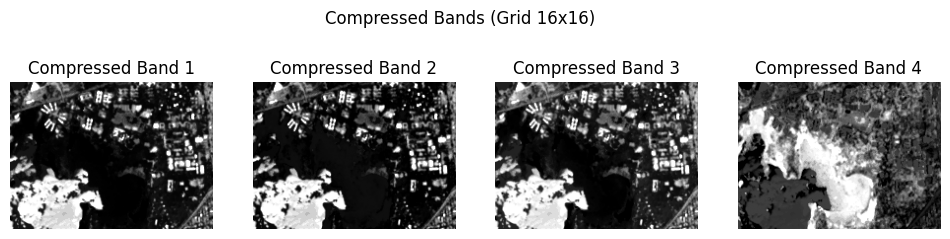 Compressed Bands (Grid 16x16)
Compressed Band 1
Compressed Band 2
Compressed Band 3
Compressed Band 4